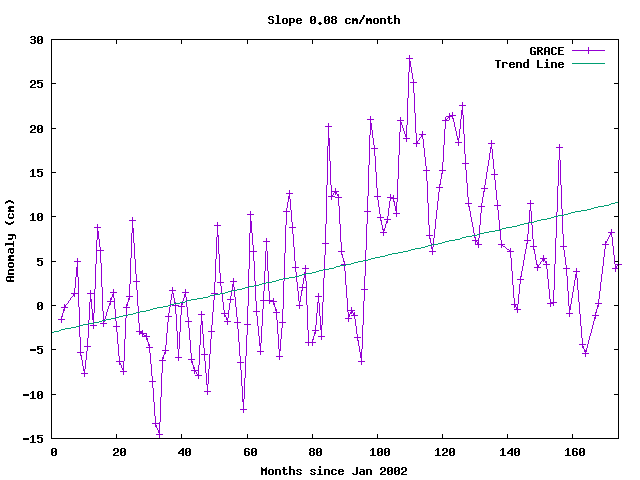 Slope 0.08 cm/month
GRACE
Trend Line
30
25
20
15
10
5
0
-5
-10
-15
Anomaly (cm)
0 20 40 60 80 100 120 140 160
Months since Jan 2002